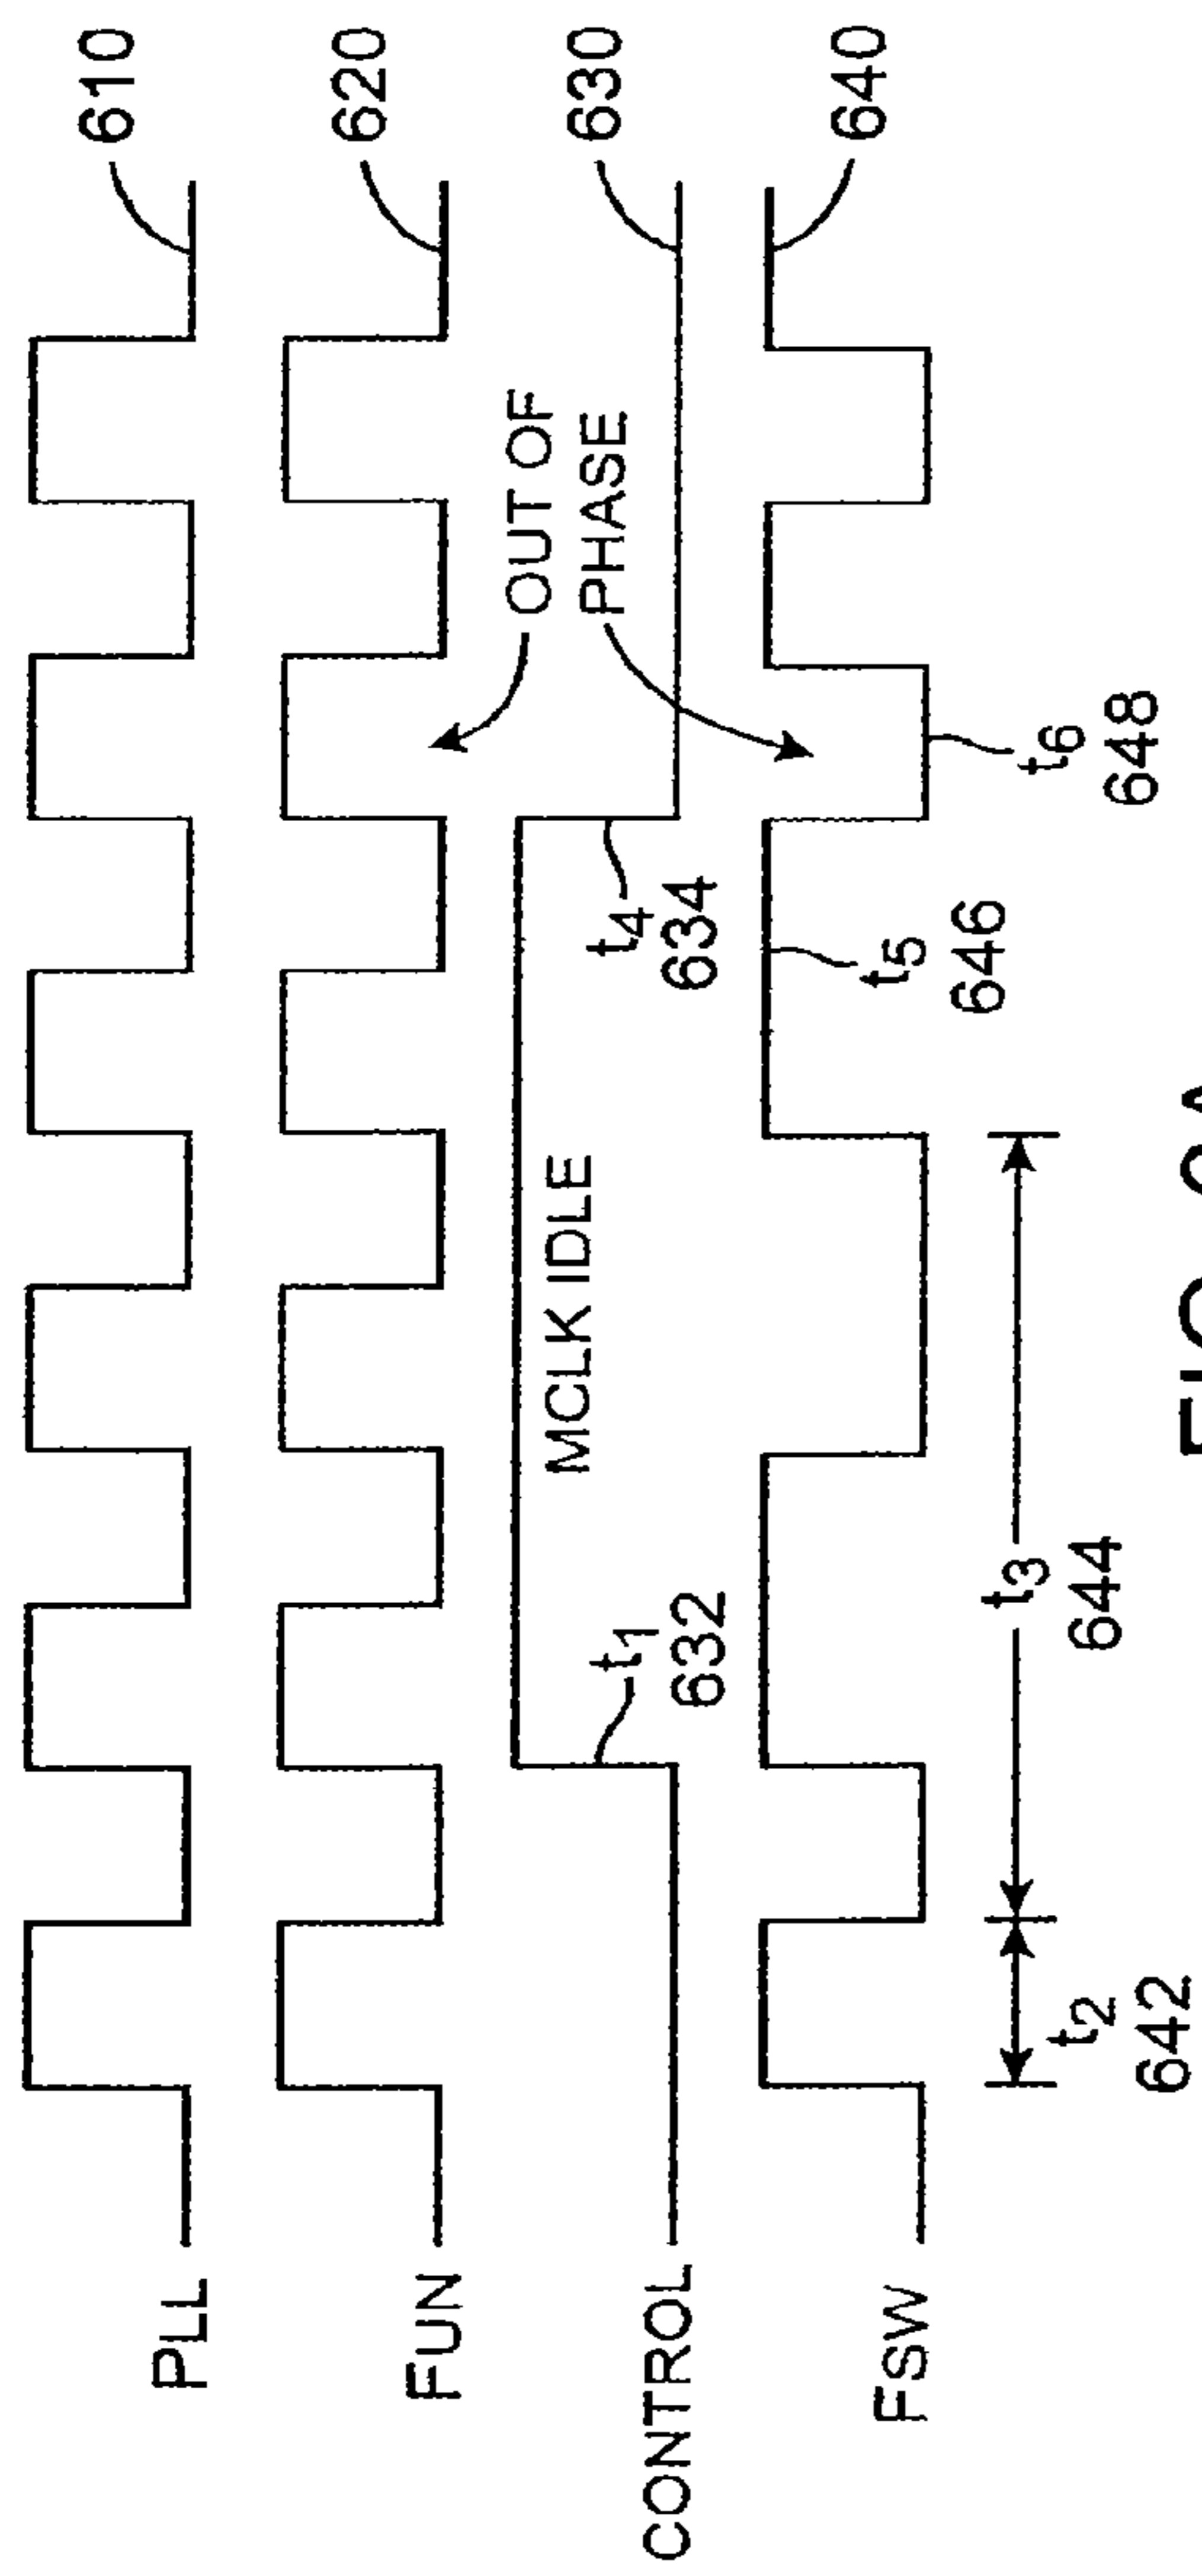 PLL
610
FUN
620
OUT OF
PHASE
CONTROL
t1
632
MCLK IDLE
t4
634
630
FSW
640
t2
642
t3
644
t5
646
t6
648